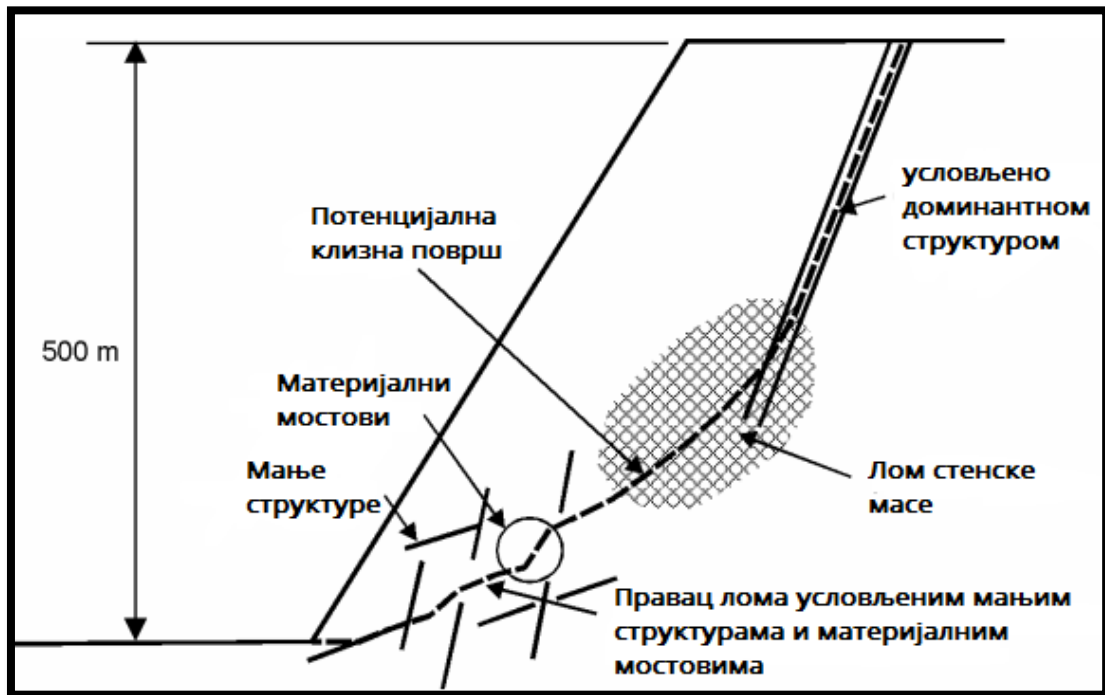 условљено
доминантном
структуром
Потенцијална
клизна површ
500 m
Материјални
мостови
Мање
структуре
Лом стенске
масе
Правац лома условљеним мањим
структурама и материјалним
мостовима